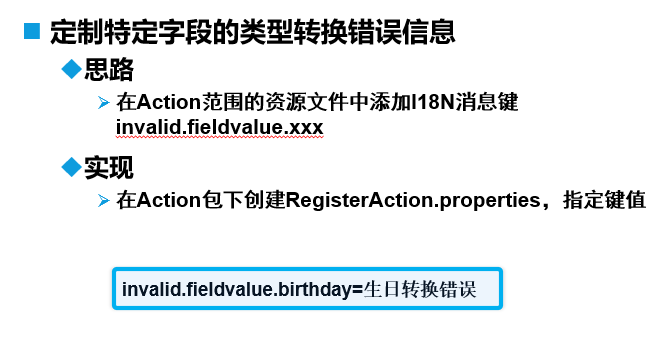 定制特定字段的类型转换错误信息
思路
在Action范围的资源文件中添加I18N消息键
invalid.fieldvalue.xxx
实现
在Action包下创建RegisterAction.properties，指定键值
invalid.fieldvalue.birthday=生日转换错误